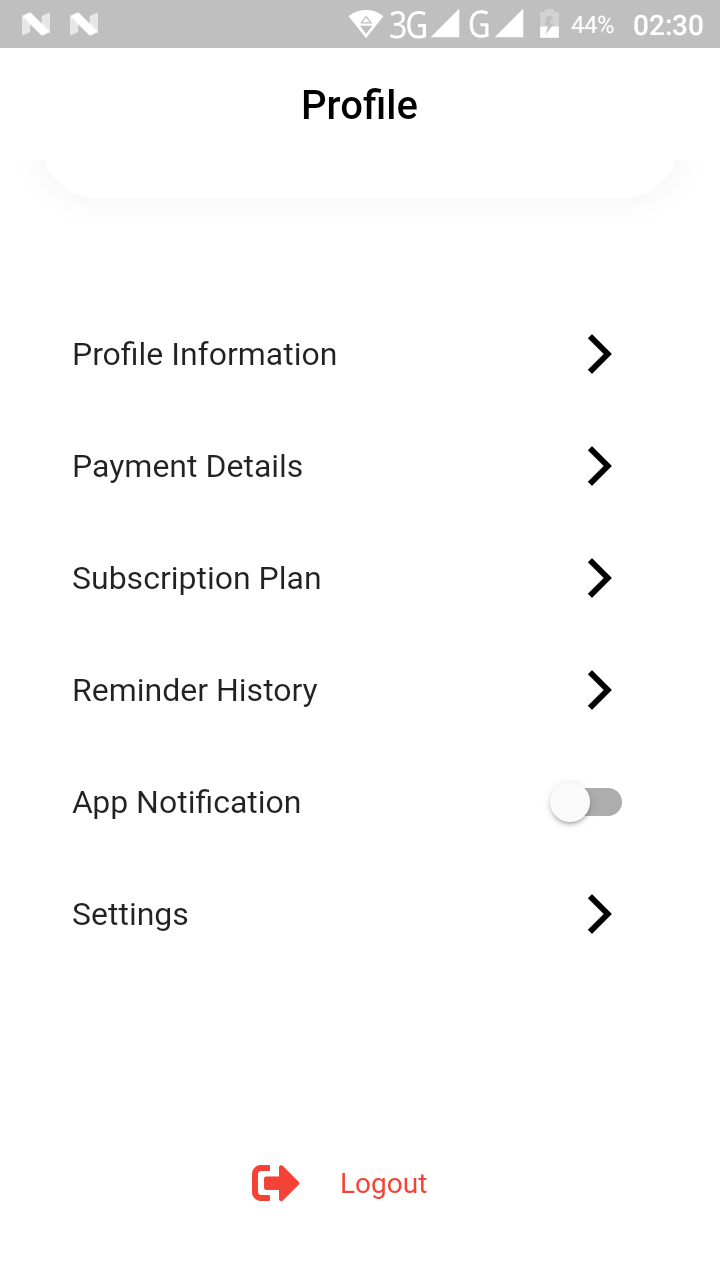 3G G 44% 02:30
Profile
Profile Information
Payment Details
Subscription Plan
Reminder History
App Notification
Settings
Logout